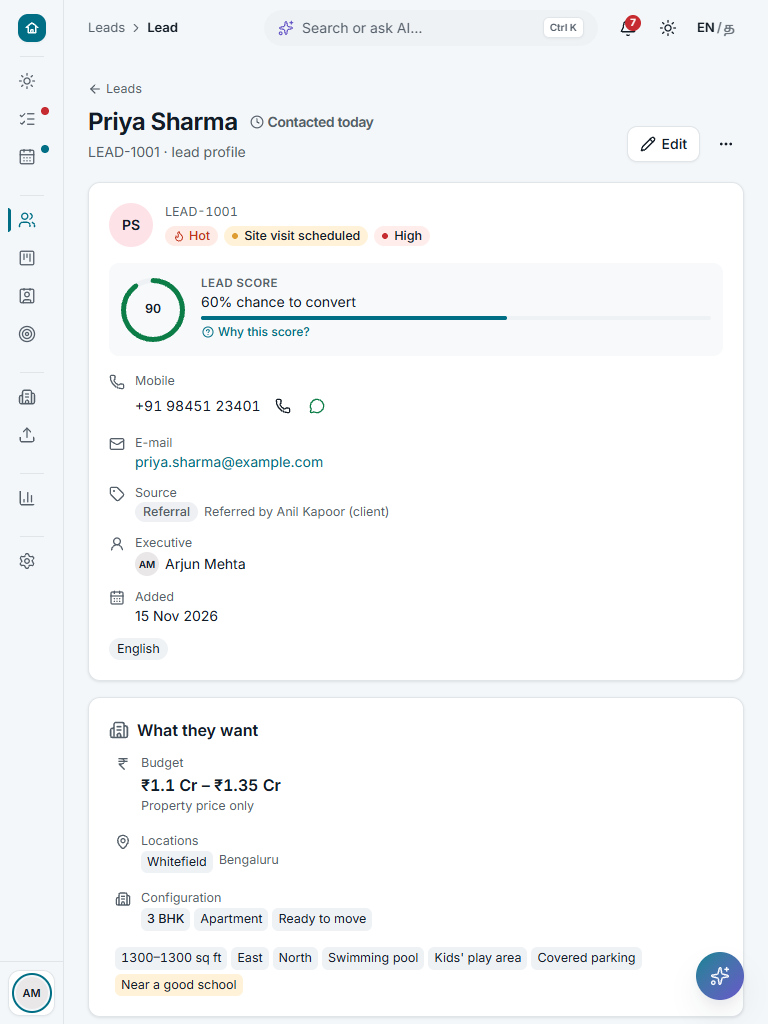 Leads > Lead
Search or ask AI...
Ctrl K
7
EN / த
← Leads
Priya Sharma
Contacted today
LEAD-1001 · lead profile
Edit
PS
LEAD-1001
Hot
Site visit scheduled
High
90
LEAD SCORE
60% chance to convert
Why this score?
Mobile
+91 98451 23401
E-mail
priya.sharma@example.com
Source
Referral Referred by Anil Kapoor (client)
Executive
AM Arjun Mehta
Added
15 Nov 2026
English
What they want
₹ Budget
₹1.1 Cr – ₹1.35 Cr
Property price only
Locations
Whitefield Bengaluru
Configuration
3 BHK Apartment Ready to move
1300–1300 sq ft East North Swimming pool Kids' play area Covered parking
Near a good school
AM